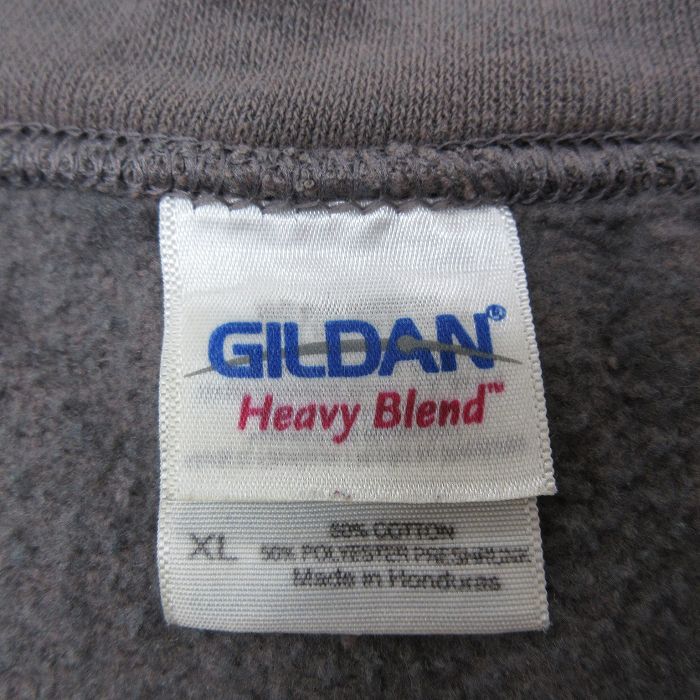 GILDAN®
Heavy Blend™
XL
50% COTTON
50% POLYESTER PRESHRUNK
Made in Honduras